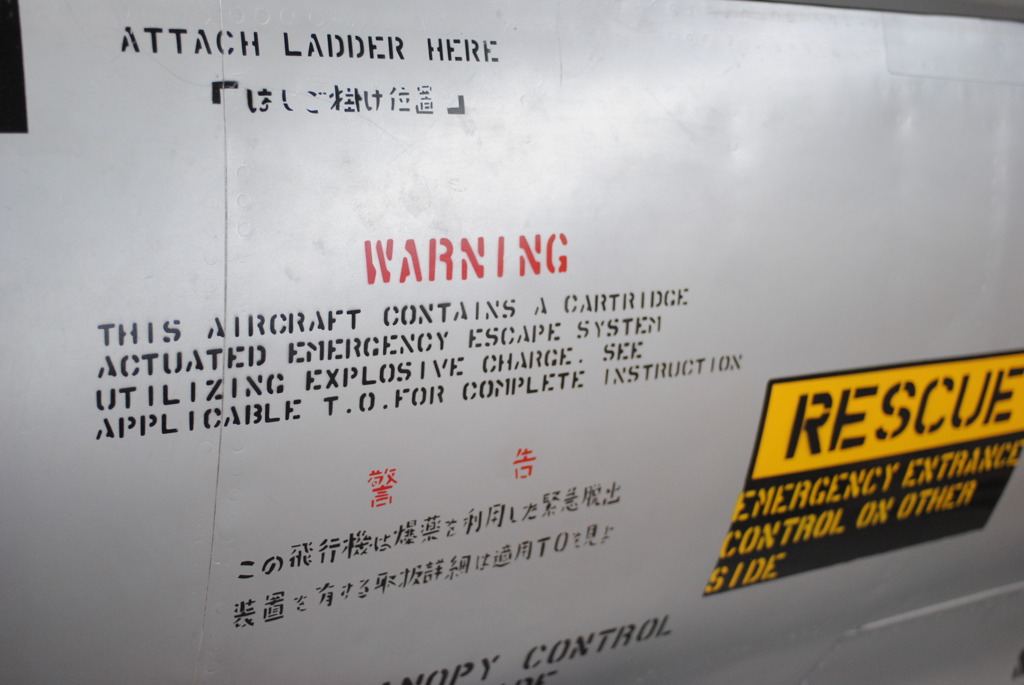 ATTACH LADDER HERE
「はしご掛け位置」
WARNING
THIS AIRCRAFT CONTAINS A CARTRIDGE
ACTUATED EMERGENCY ESCAPE SYSTEM
UTILIZING EXPLOSIVE CHARGE. SEE
APPLICABLE T.O. FOR COMPLETE INSTRUCTION
警 告
この飛行機は爆薬を利用した緊急脱出
装置を有する取扱詳細は適用TOを見よ
RESCUE
EMERGENCY ENTRANCE
CONTROL ON OTHER
SIDE
CONTROL